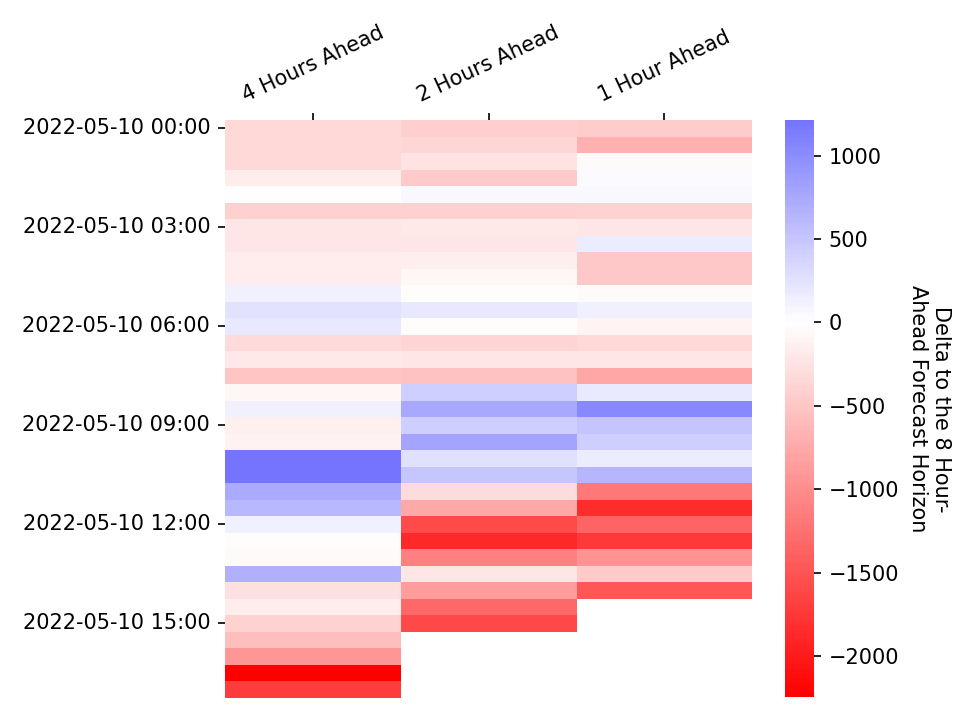 4 Hours Ahead
2 Hours Ahead
1 Hour Ahead
2022-05-10 00:00
2022-05-10 03:00
2022-05-10 06:00
2022-05-10 09:00
2022-05-10 12:00
2022-05-10 15:00
1000
500
0
−500
−1000
−1500
−2000
Delta to the 8 Hour-
Ahead Forecast Horizon